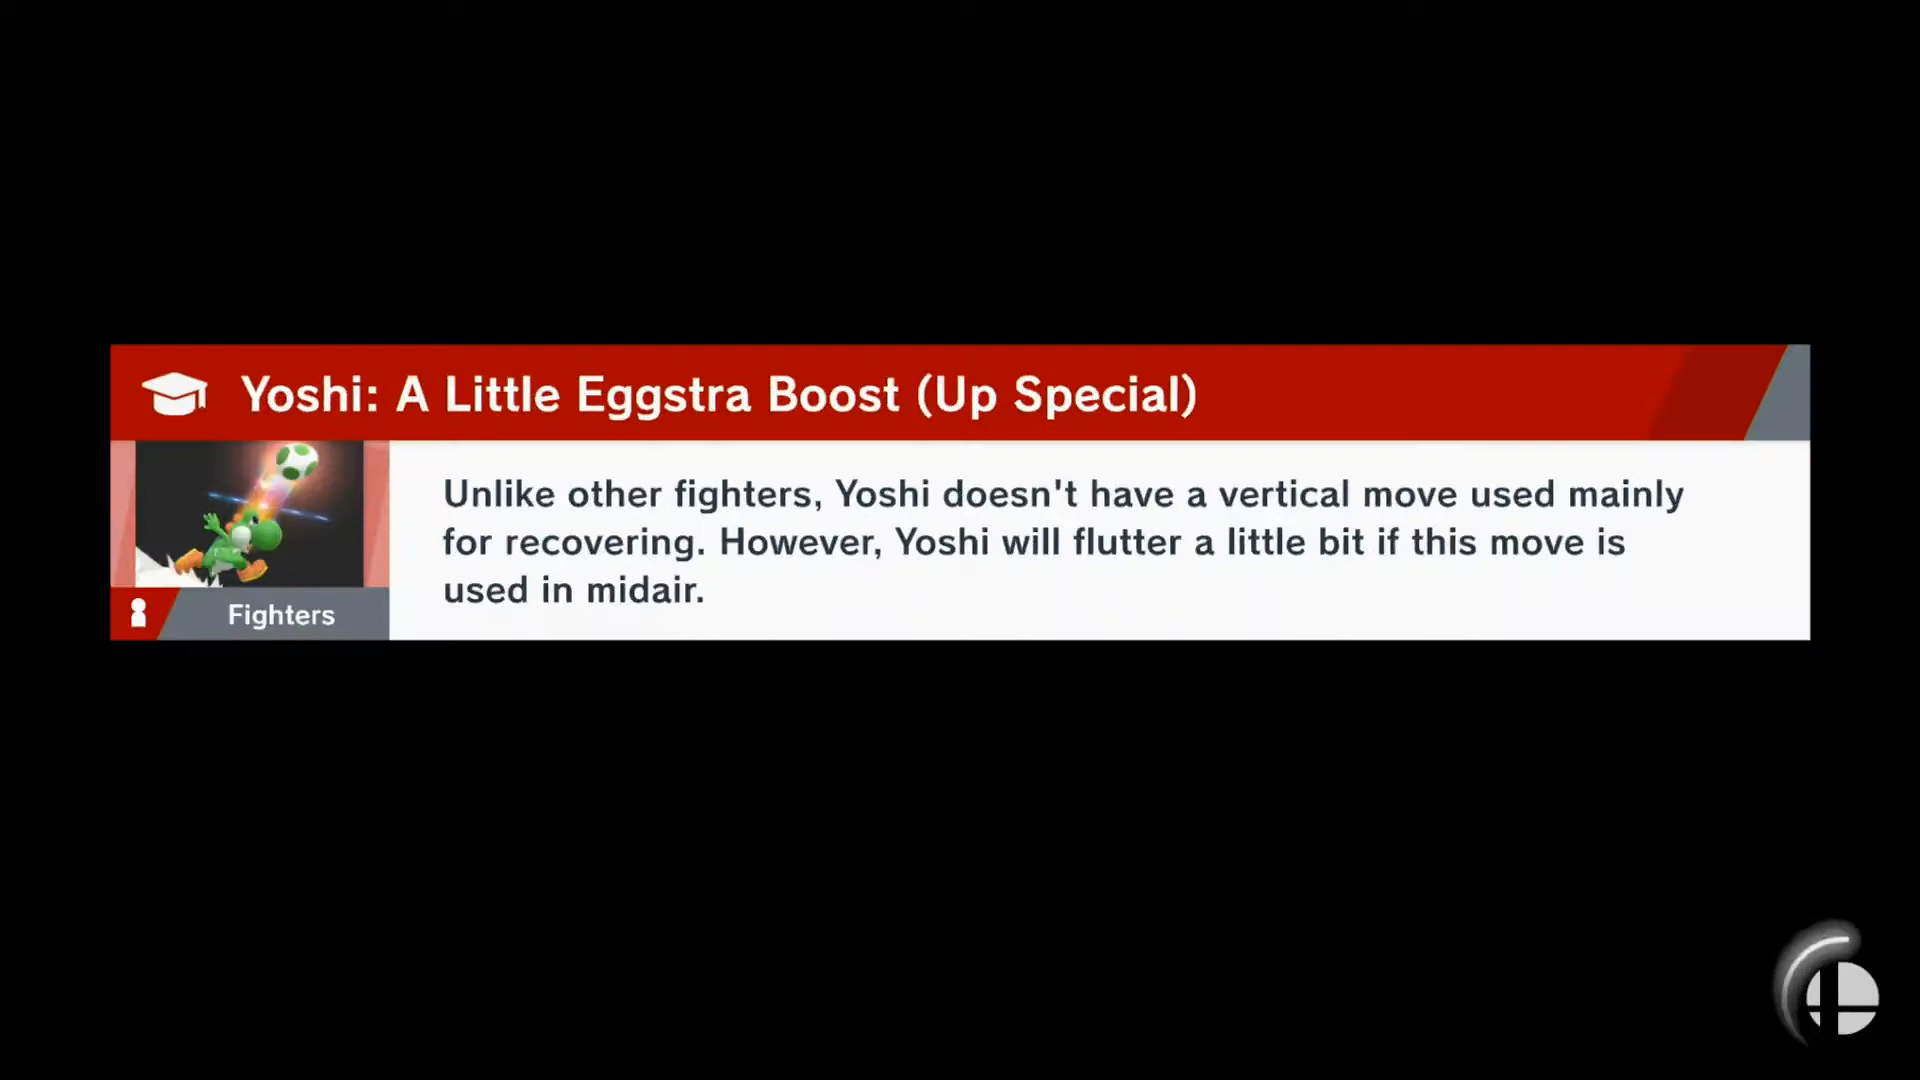 Yoshi: A Little Eggstra Boost (Up Special)
Unlike other fighters, Yoshi doesn't have a vertical move used mainly
for recovering. However, Yoshi will flutter a little bit if this move is
used in midair.
Fighters